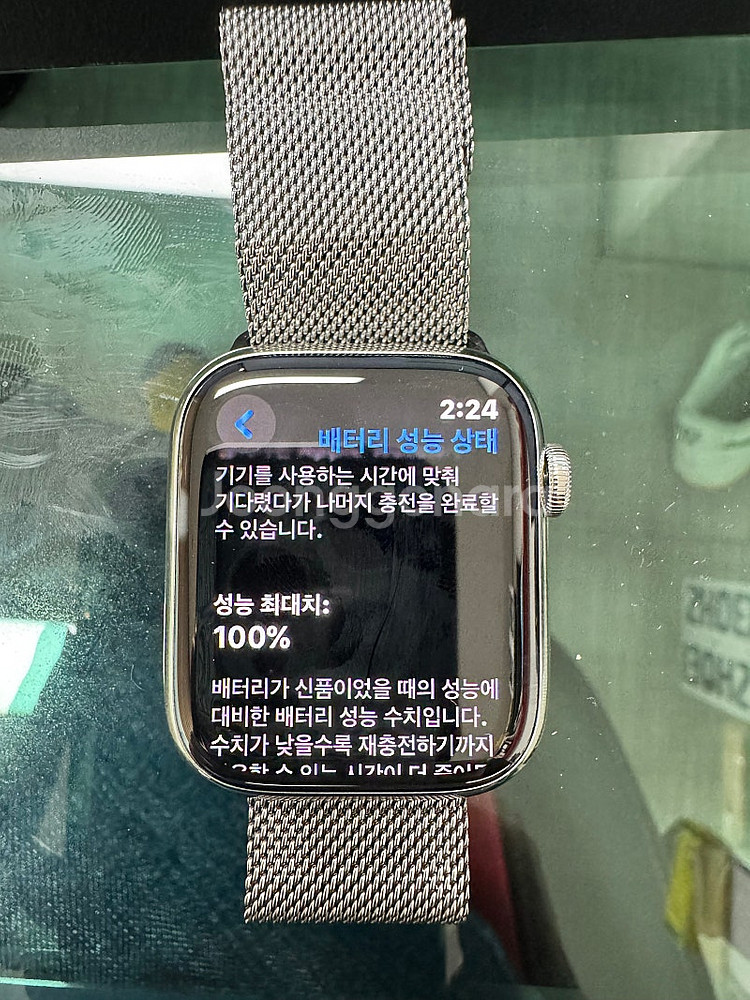 2:24
배터리 성능 상태
기기를 사용하는 시간에 맞춰
기다렸다가 나머지 충전을 완료할
수 있습니다.
성능 최대치:
100%
배터리가 신품이었을 때의 성능에
대비한 배터리 성능 수치입니다.
수치가 낮을수록 재충전하기까지